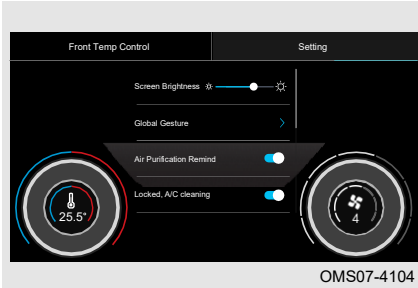 Front Temp Control
Setting
Screen Brightness
Global Gesture
Air Purification Remind
Locked, A/C cleaning
25.5°
4
OMS07-4104